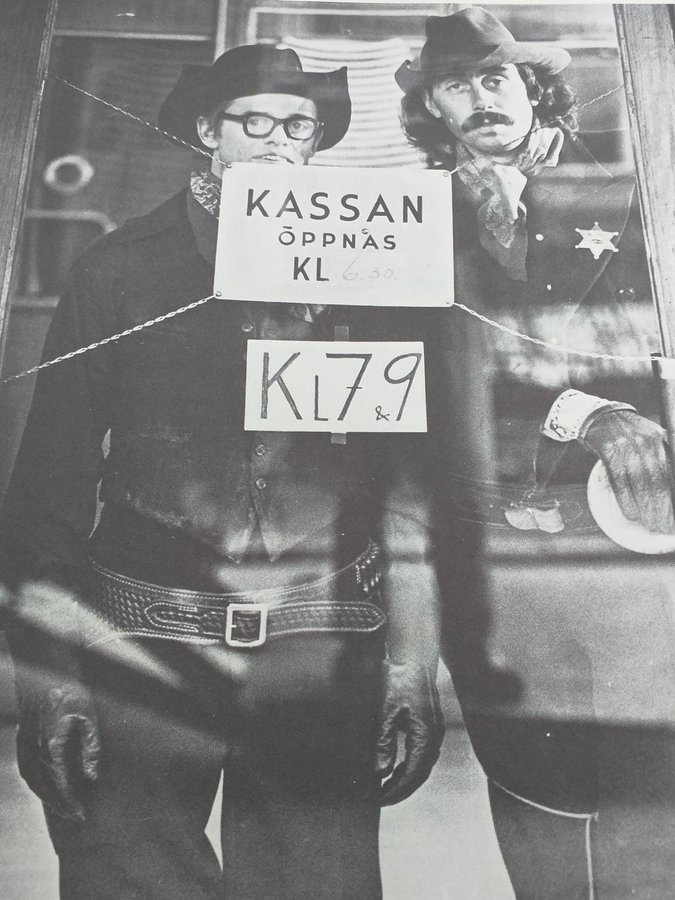 KASSAN
ÖPPNAS
KL 6.30
KL 7 & 9